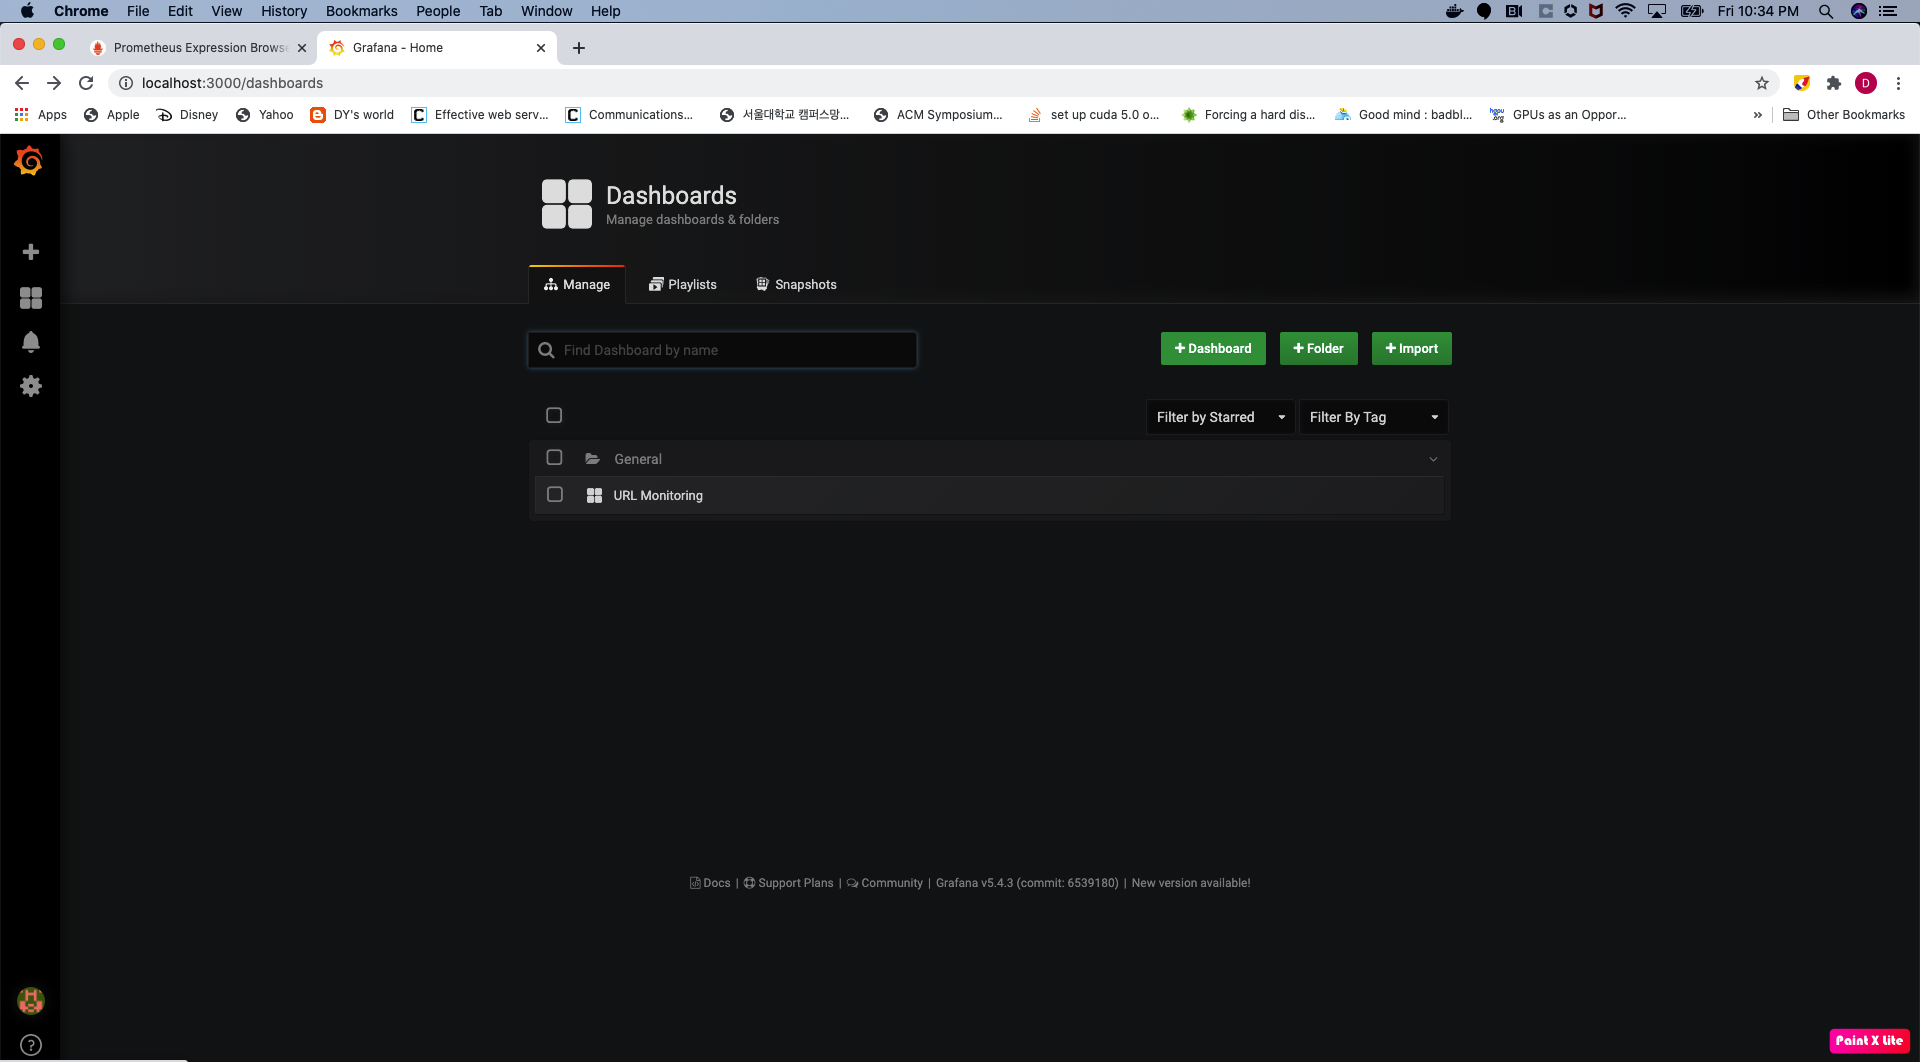 Chrome File Edit View History Bookmarks People Tab Window Help Fri 10:34 PM
Prometheus Expression Browse Grafana - Home
localhost:3000/dashboards D
Apps Apple Disney Yahoo DY's world Effective web serv... Communications... 서울대학교 캠퍼스망... ACM Symposium... set up cuda 5.0 o... Forcing a hard dis... Good mind : badbl... GPUs as an Oppor... » Other Bookmarks
Dashboards
Manage dashboards & folders
Manage Playlists Snapshots
Find Dashboard by name + Dashboard + Folder + Import
Filter by Starred Filter By Tag
General
URL Monitoring
Docs | Support Plans | Community | Grafana v5.4.3 (commit: 6539180) | New version available!
Paint X Lite